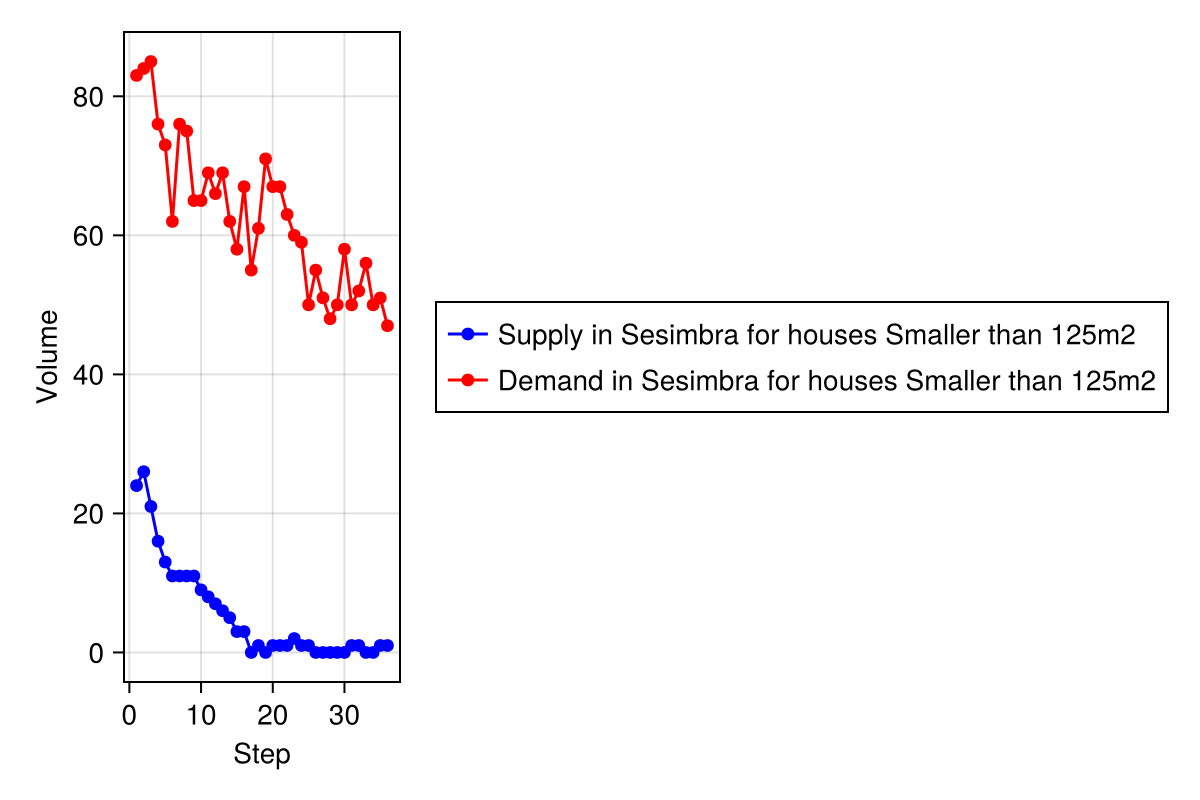 80
60
40
20
0
Volume
0 10 20 30
Step
Supply in Sesimbra for houses Smaller than 125m2
Demand in Sesimbra for houses Smaller than 125m2